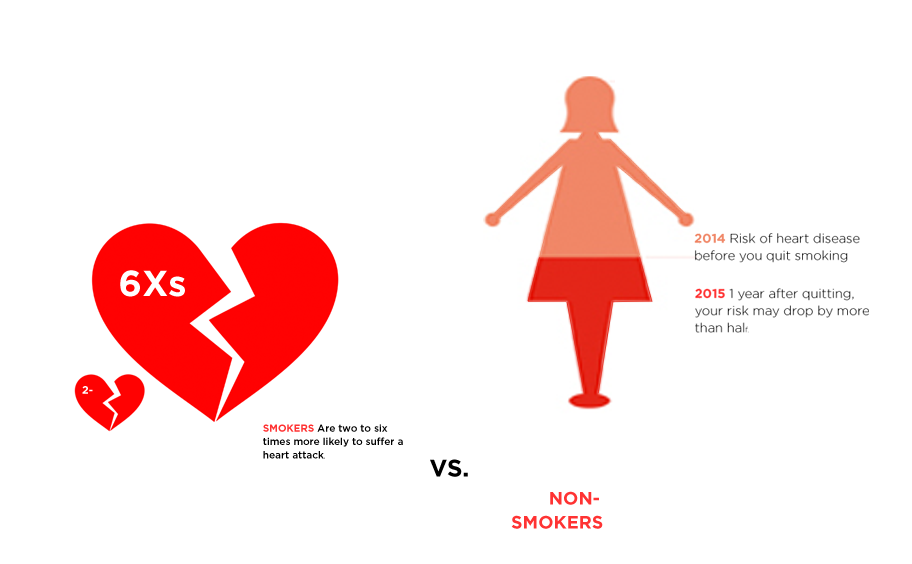 6Xs
2-
SMOKERS Are two to six
times more likely to suffer a
heart attack.
VS.
NON-
SMOKERS
2014 Risk of heart disease
before you quit smoking
2015 1 year after quitting,
your risk may drop by more
than half